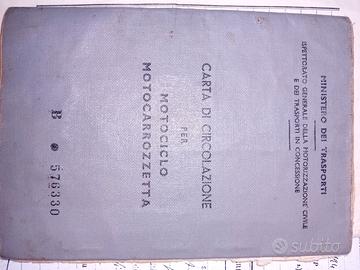 MINISTERO DEI TRASPORTI
ISPETTORATO GENERALE DELLA MOTORIZZAZIONE CIVILE
E DEI TRASPORTI IN CONCESSIONE
CARTA DI CIRCOLAZIONE
PER
MOTOCICLO
MOTOCARROZZETTA
B * 576330
subito